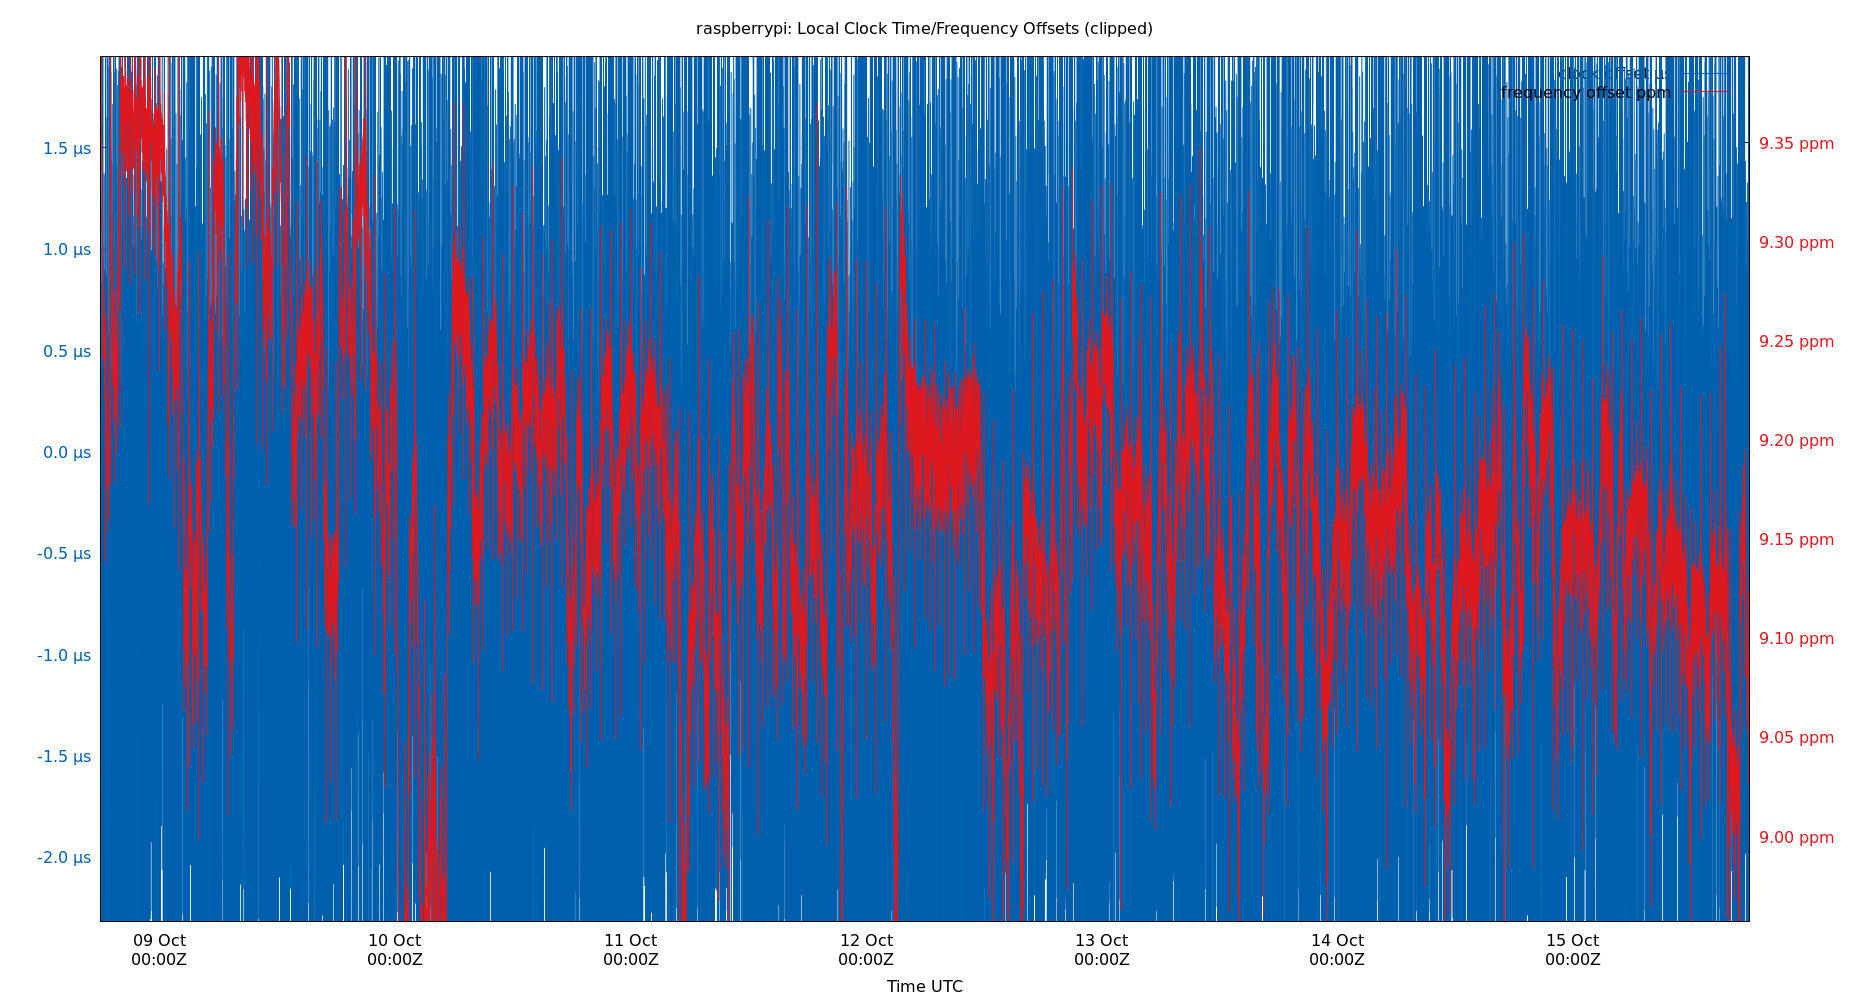 raspberrypi: Local Clock Time/Frequency Offsets (clipped)
clock offset μs
frequency offset ppm
1.5 μs
1.0 μs
0.5 μs
0.0 μs
-0.5 μs
-1.0 μs
-1.5 μs
-2.0 μs
9.35 ppm
9.30 ppm
9.25 ppm
9.20 ppm
9.15 ppm
9.10 ppm
9.05 ppm
9.00 ppm
09 Oct 10 Oct 11 Oct 12 Oct 13 Oct 14 Oct 15 Oct
00:00Z 00:00Z 00:00Z 00:00Z 00:00Z 00:00Z 00:00Z
Time UTC